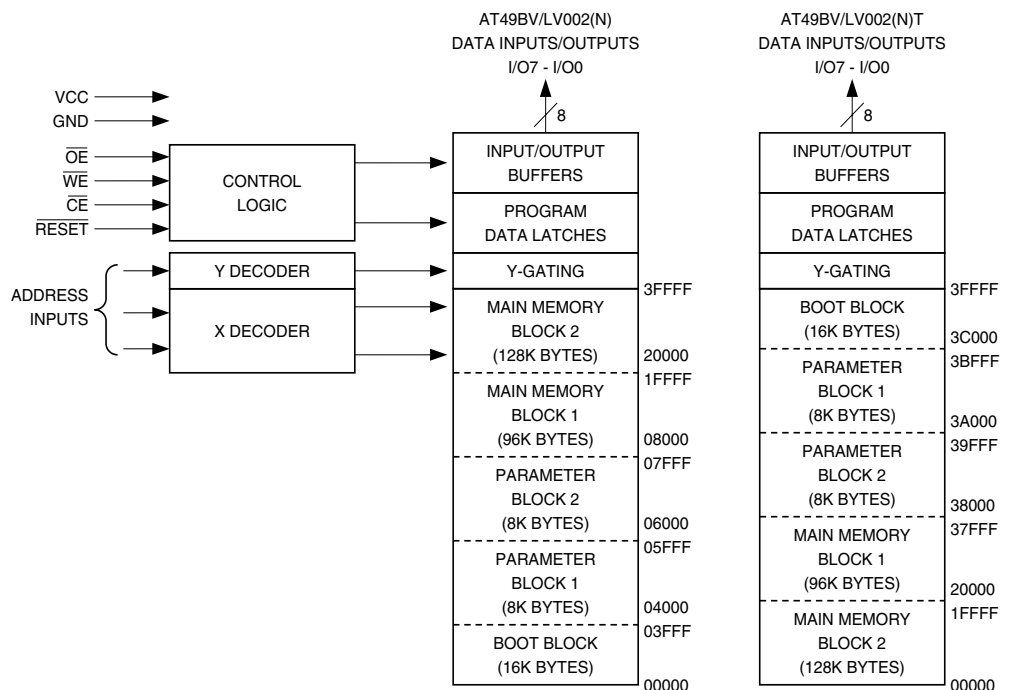 AT49BV/LV002(N)
DATA INPUTS/OUTPUTS
I/O7 - I/O0
8
VCC
GND
OE
WE
CE
RESET
CONTROL
LOGIC
ADDRESS
INPUTS
Y DECODER
X DECODER
INPUT/OUTPUT
BUFFERS
PROGRAM
DATA LATCHES
Y-GATING
3FFFF
MAIN MEMORY
BLOCK 2
(128K BYTES)
20000
1FFFF
MAIN MEMORY
BLOCK 1
(96K BYTES)
08000
07FFF
PARAMETER
BLOCK 2
(8K BYTES)
06000
05FFF
PARAMETER
BLOCK 1
(8K BYTES)
04000
03FFF
BOOT BLOCK
(16K BYTES)
00000
AT49BV/LV002(N)T
DATA INPUTS/OUTPUTS
I/O7 - I/O0
8
INPUT/OUTPUT
BUFFERS
PROGRAM
DATA LATCHES
Y-GATING
3FFFF
BOOT BLOCK
(16K BYTES)
3C000
3BFFF
PARAMETER
BLOCK 1
(8K BYTES)
3A000
39FFF
PARAMETER
BLOCK 2
(8K BYTES)
38000
37FFF
MAIN MEMORY
BLOCK 1
(96K BYTES)
20000
1FFFF
MAIN MEMORY
BLOCK 2
(128K BYTES)
00000